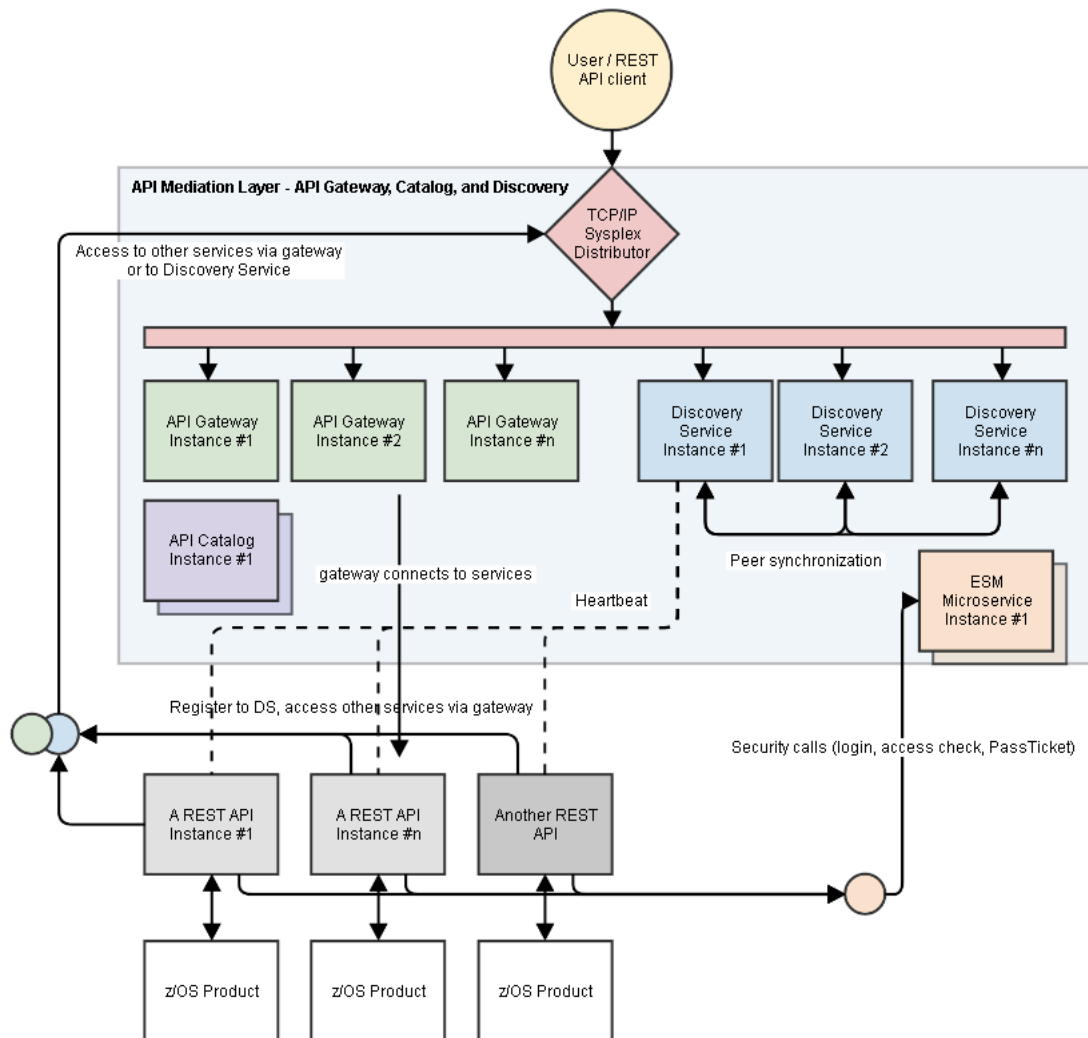 User / REST
API client
API Mediation Layer - API Gateway, Catalog, and Discovery
TCP/IP
Sysplex
Distributor
Access to other services via gateway
or to Discovery Service
API Gateway
Instance #1
API Gateway
Instance #2
API Gateway
Instance #n
Discovery
Service
Instance #1
Discovery
Service
Instance #2
Discovery
Service
Instance #n
API Catalog
Instance #1
gateway connects to services
Peer synchronization
Heartbeat
ESM
Microservice
Instance #1
Register to DS, access other services via gateway
Security calls (login, access check, PassTicket)
A REST API
Instance #1
A REST API
Instance #n
Another REST
API
z/OS Product
z/OS Product
z/OS Product